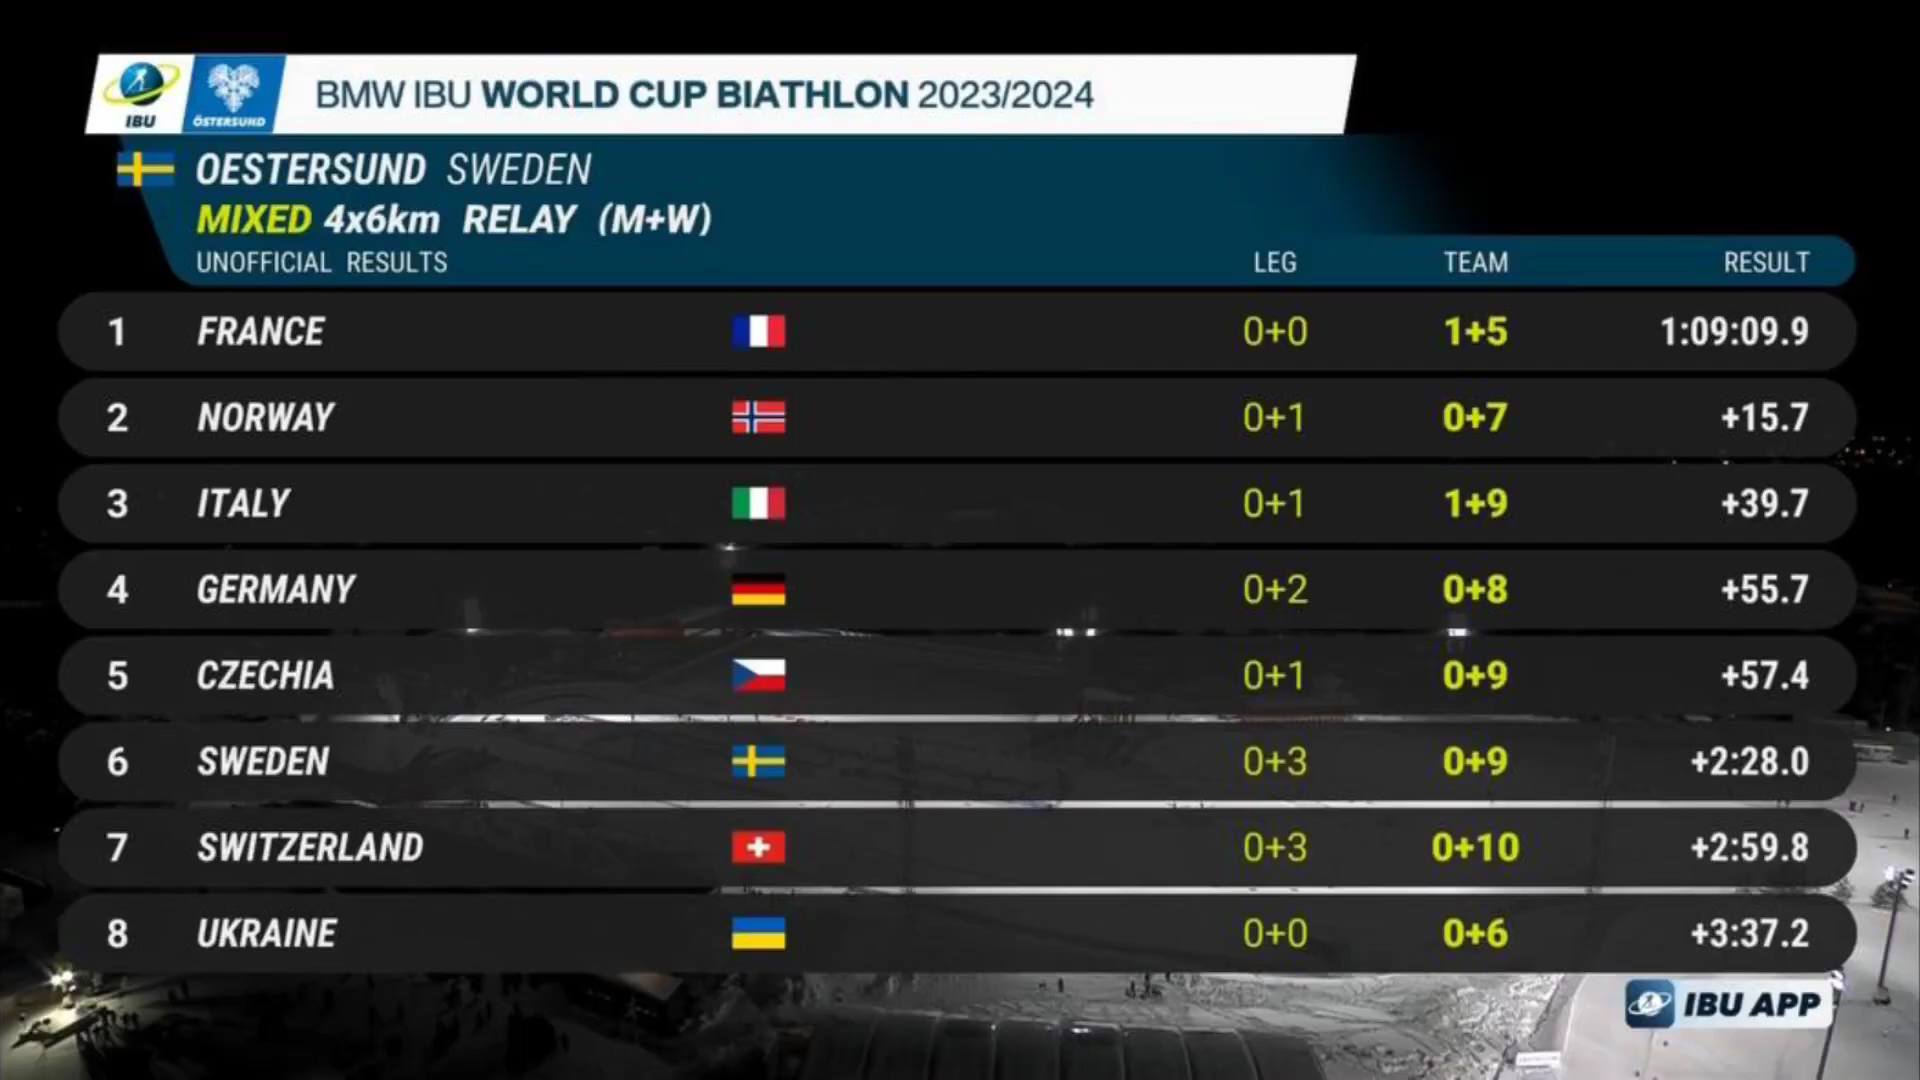 BMW IBU WORLD CUP BIATHLON 2023/2024
IBU
ÖSTERSUND
OESTERSUND SWEDEN
MIXED 4x6km RELAY (M+W)
UNOFFICIAL RESULTS LEG TEAM RESULT
1 FRANCE 0+0 1+5 1:09:09.9
2 NORWAY 0+1 0+7 +15.7
3 ITALY 0+1 1+9 +39.7
4 GERMANY 0+2 0+8 +55.7
5 CZECHIA 0+1 0+9 +57.4
6 SWEDEN 0+3 0+9 +2:28.0
7 SWITZERLAND 0+3 0+10 +2:59.8
8 UKRAINE 0+0 0+6 +3:37.2
IBU APP